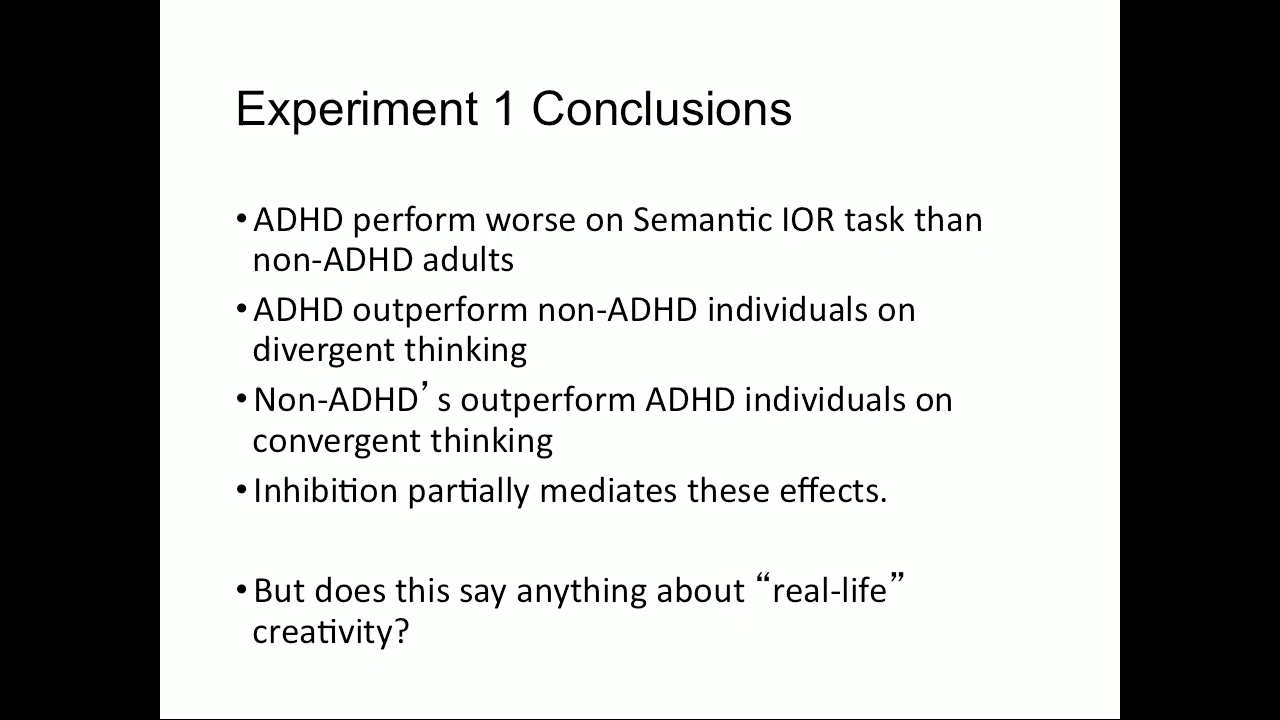 Experiment 1 Conclusions
•ADHD perform worse on Semantic IOR task than
non-ADHD adults
•ADHD outperform non-ADHD individuals on
divergent thinking
•Non-ADHD’s outperform ADHD individuals on
convergent thinking
•Inhibition partially mediates these effects.
•But does this say anything about “real-life”
creativity?